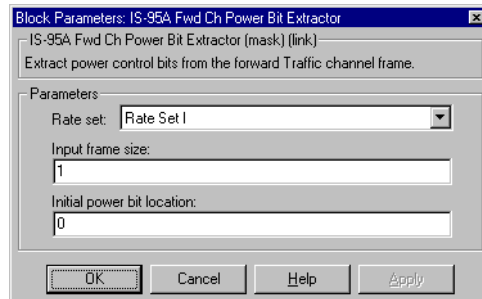 Block Parameters: IS-95A Fwd Ch Power Bit Extractor
IS-95A Fwd Ch Power Bit Extractor (mask) (link)
Extract power control bits from the forward Traffic channel frame.
Parameters
Rate set: Rate Set I
Input frame size:
1
Initial power bit location:
0
OK Cancel Help Apply